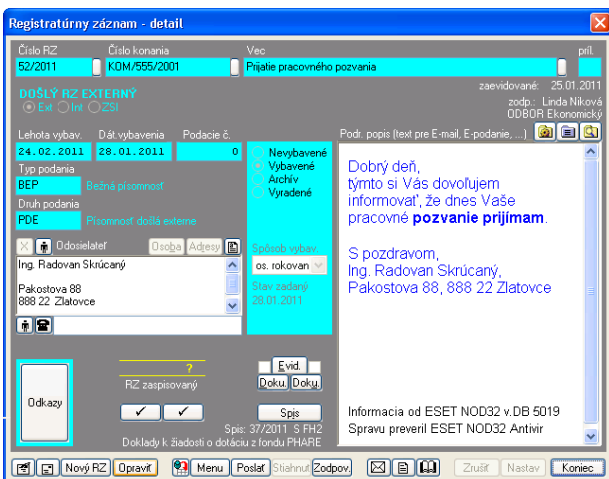 Registratúrny záznam - detail
Číslo RZ Číslo konania Vec príl.
52/2011 KOM/555/2001 Prijatie pracovného pozvania
zaevidované: 25.01.2011
DOŠLÝ RZ EXTERNÝ
Ext Int ZSI
zodp.: Linda Niková
ODBOR Ekonomický
Lehota vybav. Dát.vybavenia Podacie č.
24.02.2011 28.01.2011 0
Podr. popis (text pre E-mail, E-podanie, ...)
Nevybavené
Vybavené
Archív
Vyradené
Typ podania
BEP Bežná písomnosť
Druh podania
PDE Písomnosť došlá externe
Odosielateľ Osoba Adresy
Ing. Radovan Skrúcaný
Pakostova 88
888 22 Zlatovce
Spôsob vybav.
os. rokovan
Stav zadaný
28.01.2011
Dobrý deň,
týmto si Vás dovoľujem
informovať, že dnes Vaše
pracovné pozvanie prijímam.
S pozdravom,
Ing. Radovan Skrúcaný,
Pakostova 88, 888 22 Zlatovce
Informacia od ESET NOD32 v.DB 5019
Spravu preveril ESET NOD32 Antivir
Odkazy
?
RZ zaspisovaný
Evid.
Doku. Doku.
Spis
Spis: 37/2011 S FH2
Doklady k žiadosti o dotáciu z fondu PHARE
Nový RZ Opraviť Menu Poslať Stiahnuť Zodpov. Zrušiť Nastav Koniec